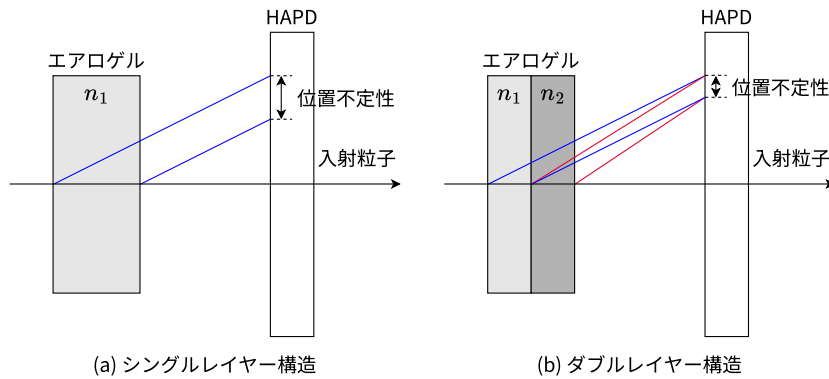 HAPD
エアロゲル
n₁
位置不定性
入射粒子
(a) シングルレイヤー構造
HAPD
エアロゲル
n₁ n₂
位置不定性
入射粒子
(b) ダブルレイヤー構造